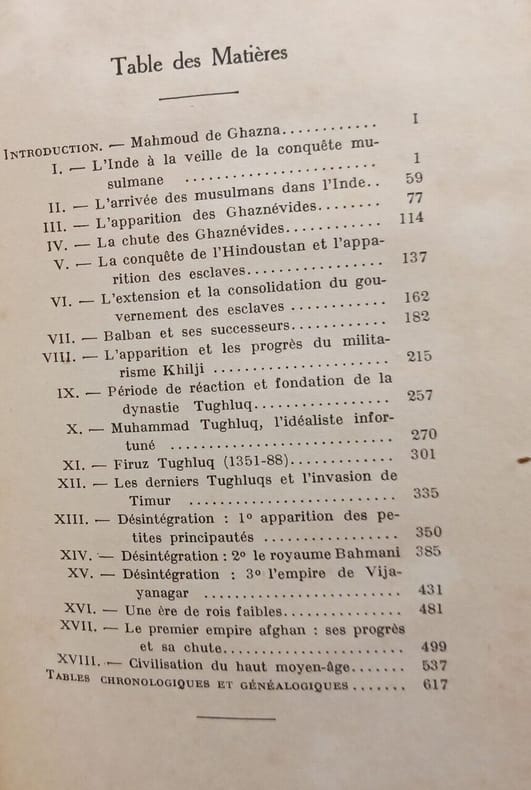 Table des Matières
INTRODUCTION. — Mahmoud de Ghazna............ I
I. — L'Inde à la veille de la conquête mu-
sulmane ........................ 1
II. — L'arrivée des musulmans dans l'Inde.. 59
III. — L'apparition des Ghaznévides........ 77
IV. — La chute des Ghaznévides............ 114
V. — La conquête de l'Hindoustan et l'appa-
rition des esclaves................. 137
VI. — L'extension et la consolidation du gou-
vernement des esclaves ............ 162
VII. — Balban et ses successeurs............ 182
VIII. — L'apparition et les progrès du milita-
risme Khilji ...................... 215
IX. — Période de réaction et fondation de la
dynastie Tughluq................. 257
X. — Muhammad Tughluq, l'idéaliste infor-
tuné ............................ 270
XI. — Firuz Tughluq (1351-88)............. 301
XII. — Les derniers Tughluqs et l'invasion de
Timur .......................... 335
XIII. — Désintégration : 1º apparition des pe-
tites principautés ................. 350
XIV. — Désintégration : 2º le royaume Bahmani 385
XV. — Désintégration : 3º l'empire de Vija-
yanagar ......................... 431
XVI. — Une ère de rois faibles............... 481
XVII. — Le premier empire afghan : ses progrès
et sa chute....................... 499
XVIII. — Civilisation du haut moyen-âge....... 537
TABLES CHRONOLOGIQUES ET GÉNÉALOGIQUES....... 617